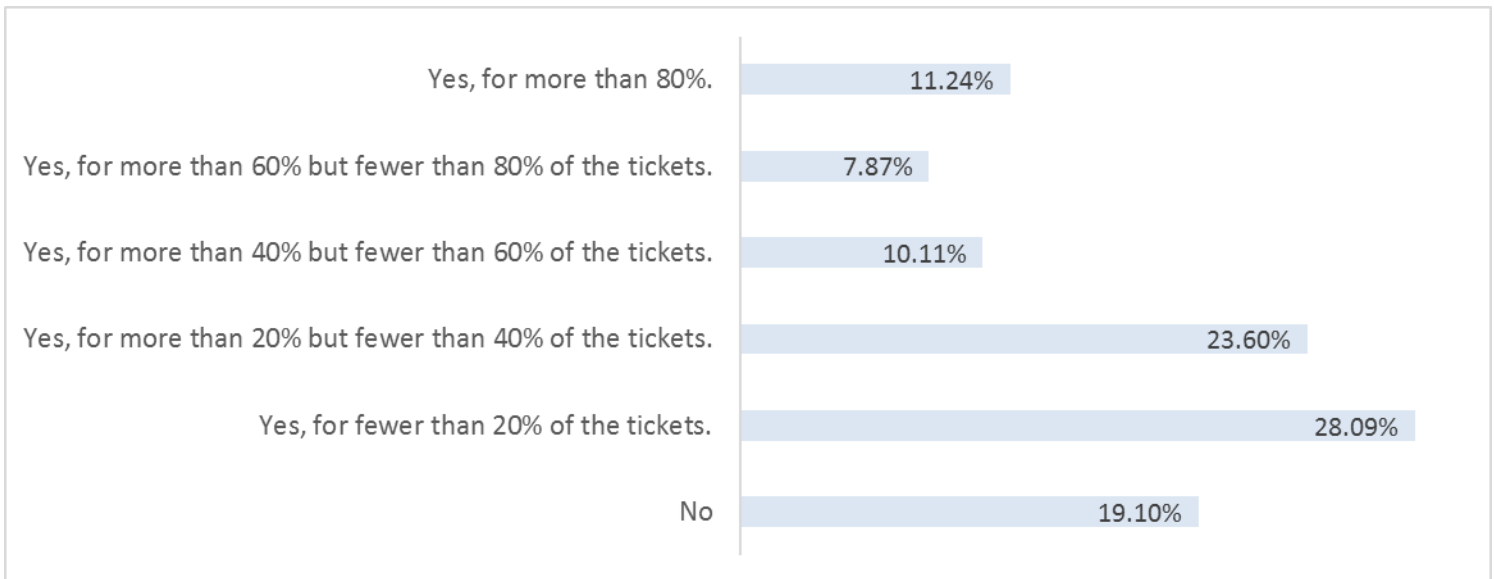 Yes, for more than 80%.
11.24%
Yes, for more than 60% but fewer than 80% of the tickets.
7.87%
Yes, for more than 40% but fewer than 60% of the tickets.
10.11%
Yes, for more than 20% but fewer than 40% of the tickets.
23.60%
Yes, for fewer than 20% of the tickets.
28.09%
No
19.10%